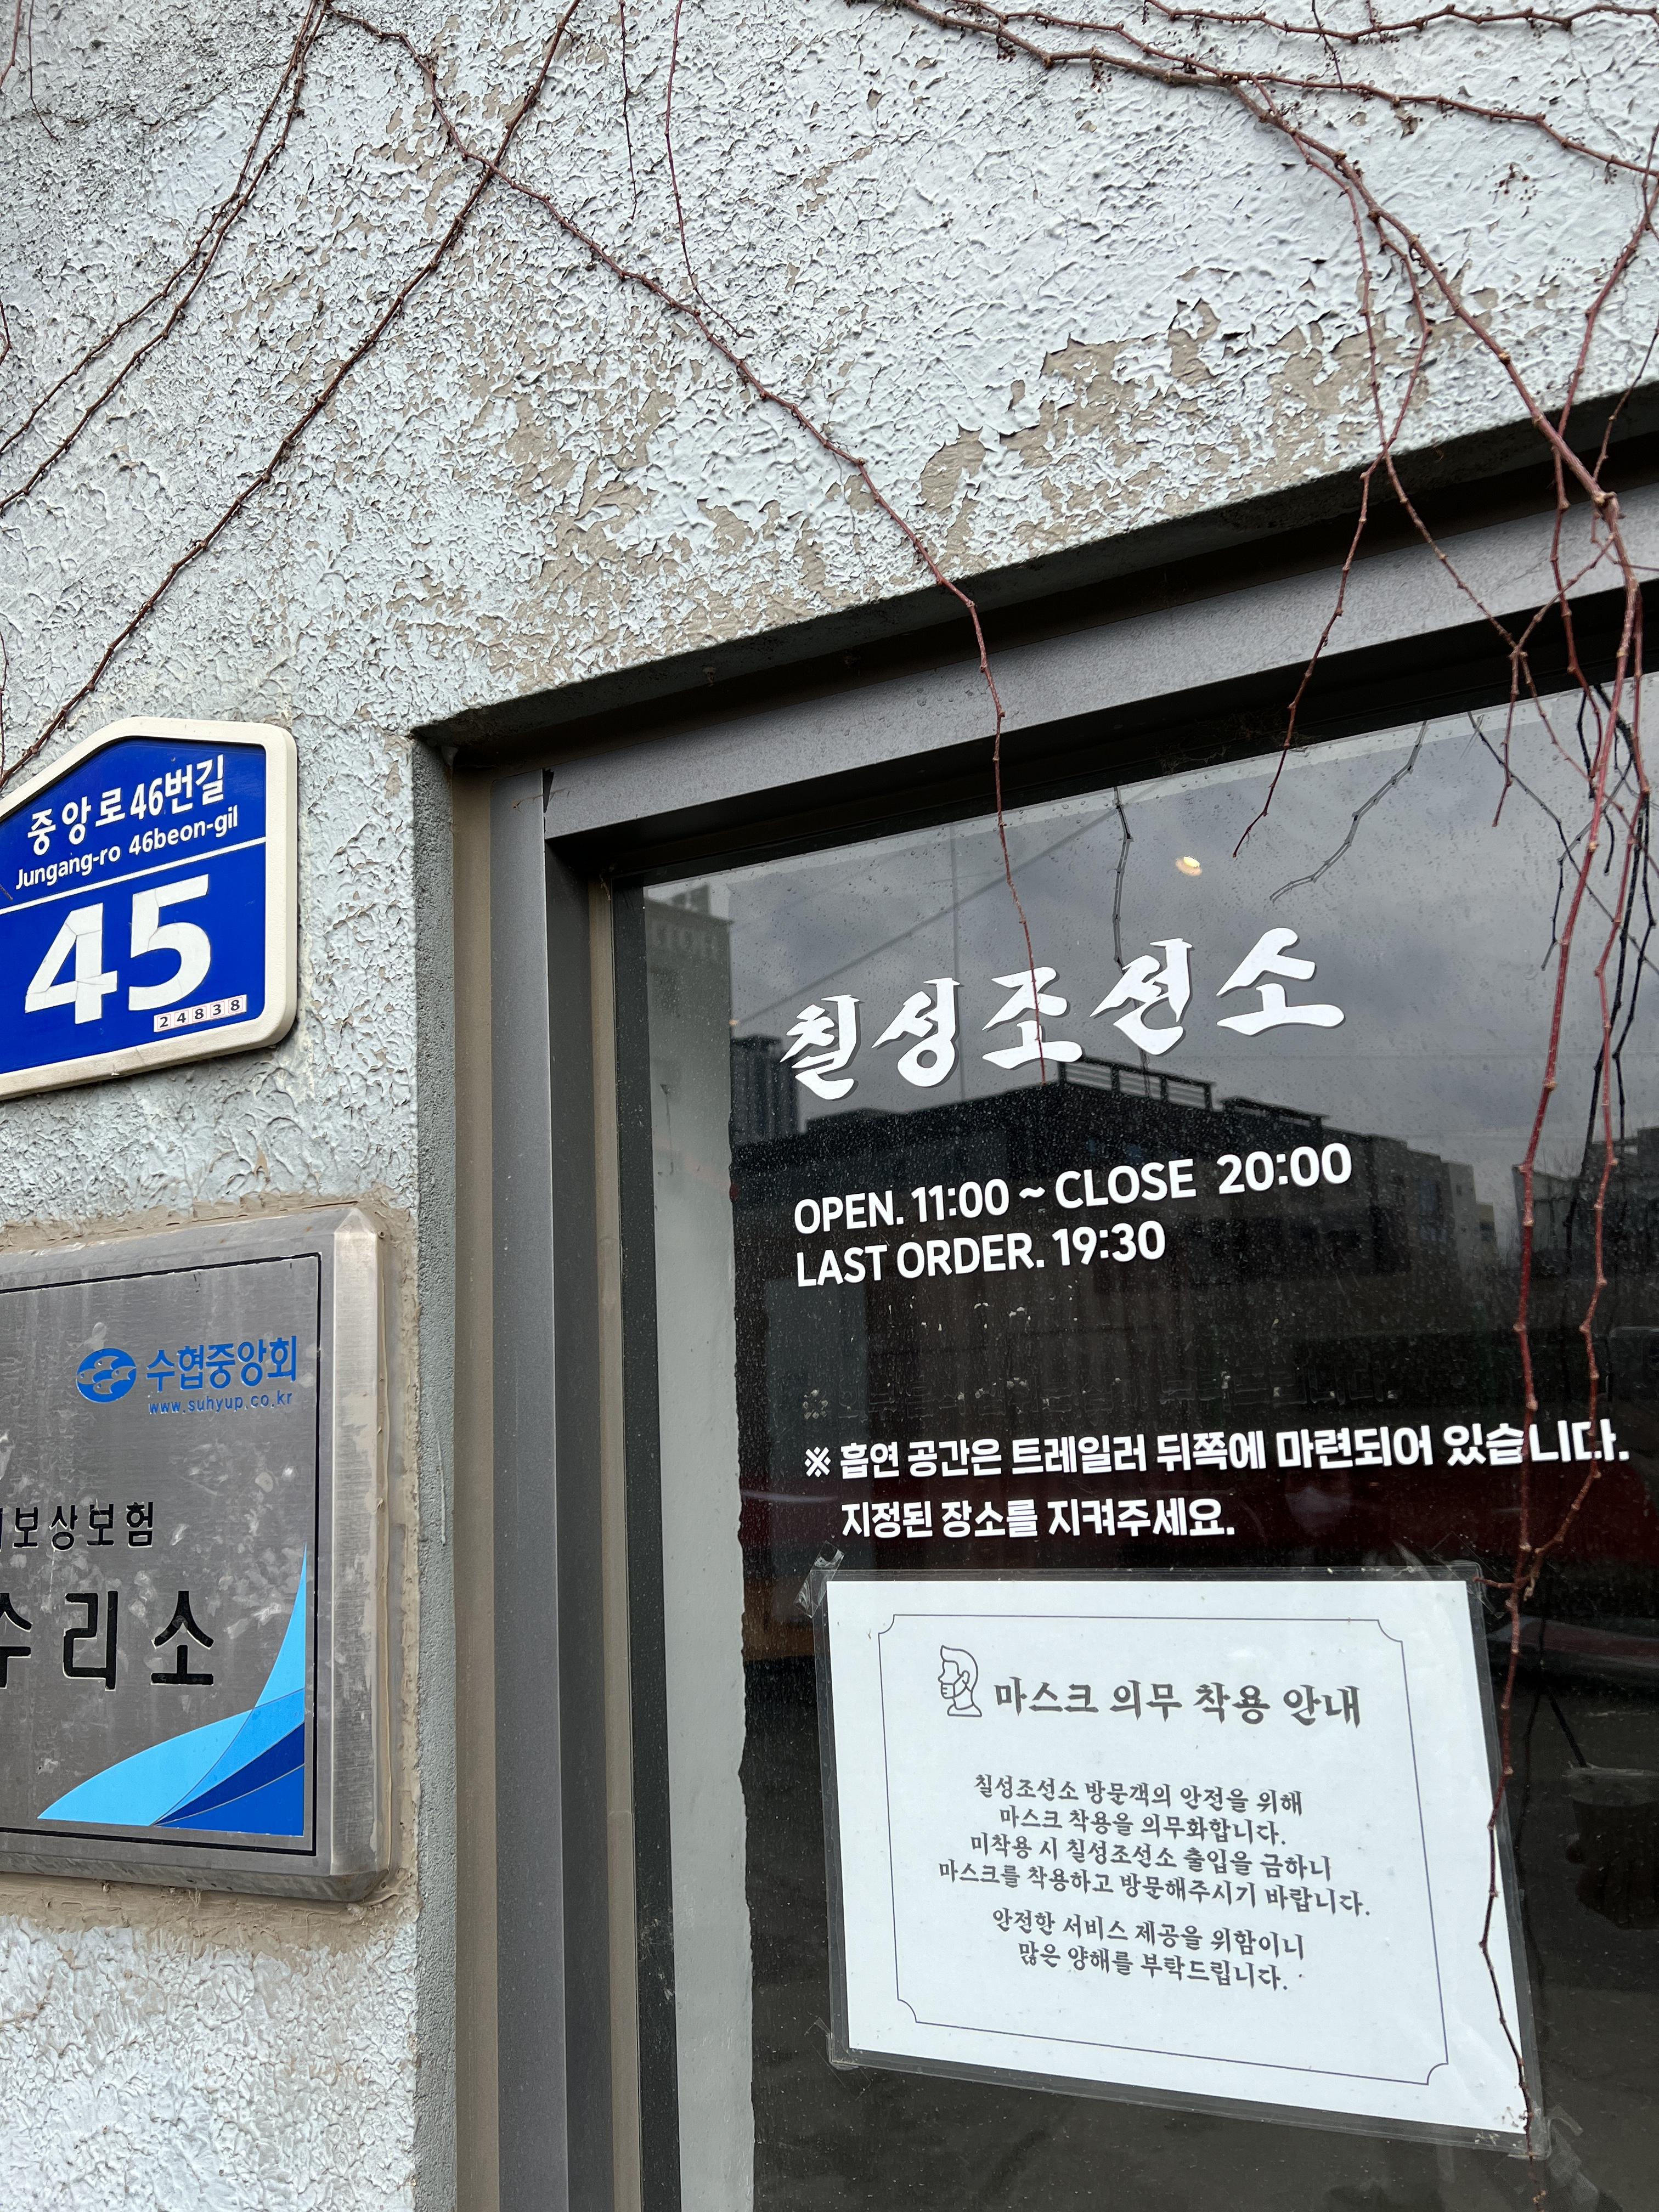 중앙로46번길
Jungang-ro 46beon-gil
45
24838
수협중앙회
www.suhyup.co.kr
보상보험
수리소
칠성조선소
OPEN. 11:00 ~ CLOSE 20:00
LAST ORDER. 19:30
※ 흡연 공간은 트레일러 뒤쪽에 마련되어 있습니다.
지정된 장소를 지켜주세요.
마스크 의무 착용 안내
칠성조선소 방문객의 안전을 위해
마스크 착용을 의무화합니다.
미착용 시 칠성조선소 출입을 금하니
마스크를 착용하고 방문해주시기 바랍니다.
안전한 서비스 제공을 위함이니
많은 양해를 부탁드립니다.